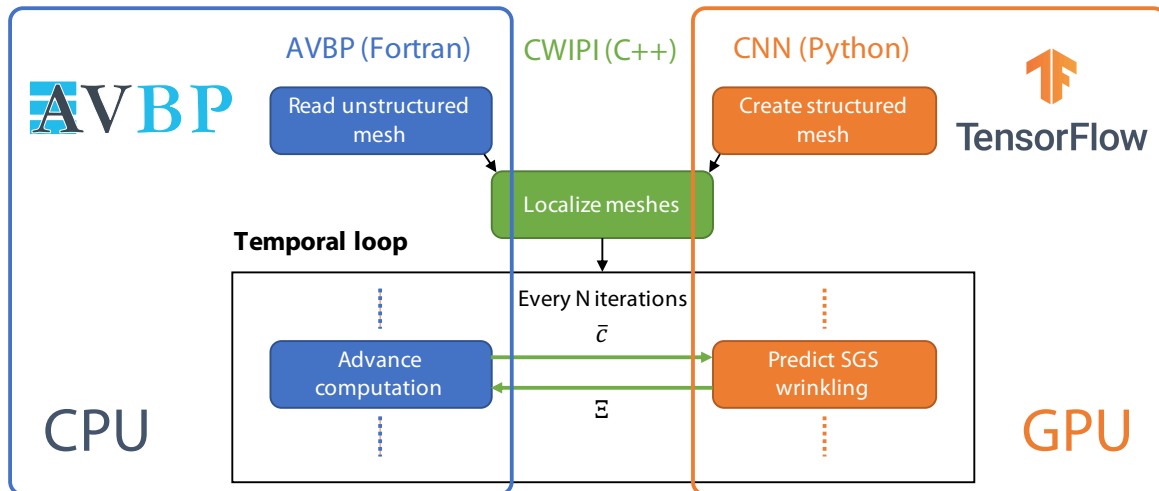 AVBP (Fortran)
CWIPI (C++)
CNN (Python)
AVBP
Read unstructured
mesh
Create structured
mesh
TensorFlow
Localize meshes
Temporal loop
Every N iterations
c̄
Advance
computation
Predict SGS
wrinkling
Ξ
CPU
GPU